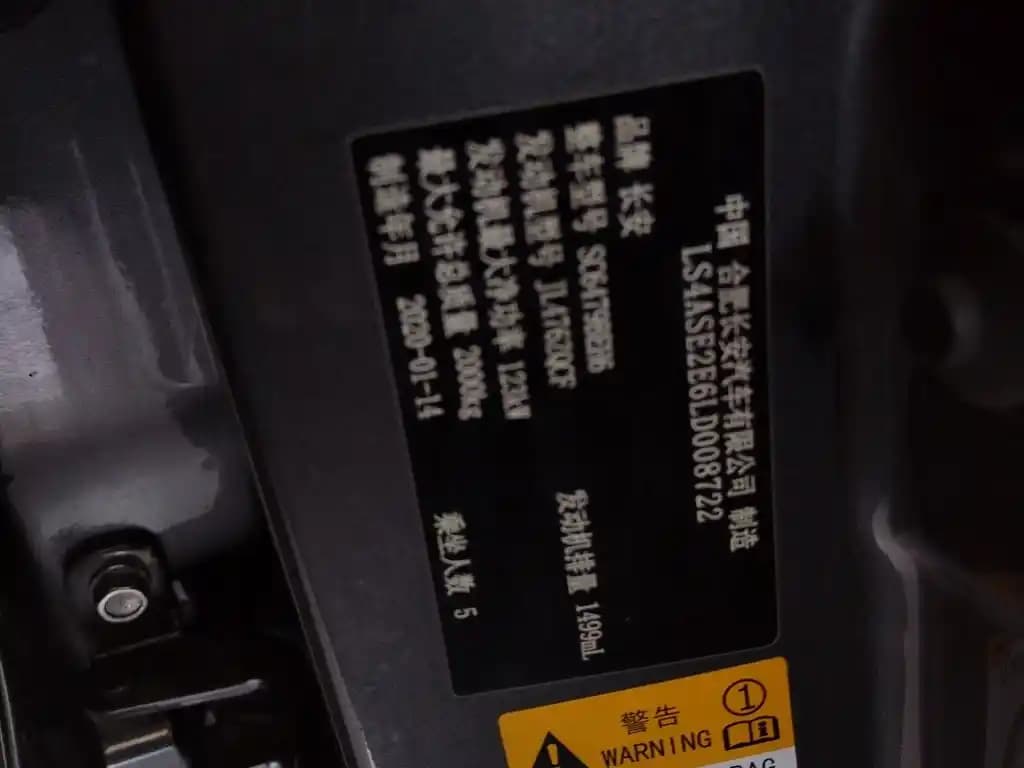 中国 合肥长安汽车有限公司 制造
LS4ASE2E6LD008722
品牌 长安
整车型号
发动机型号 JL476ZQCF 发动机排量 1499mL
发动机最大净功率 123kW
最大允许总质量 2000kg
制造年月 2020-01-14 乘坐人数 5
警告 ①
WARNING
BAG